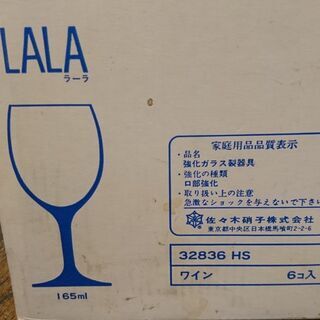 LALA
ラーラ
165ml
家庭用品品質表示
・品名
強化ガラス製器具
・強化の種類
口部強化
・取り扱い上の注意
急激なショックを与えないで下さい
佐々木硝子株式会社
東京都中央区日本橋馬喰町2-2-6
32836 HS
ワイン 6コ入